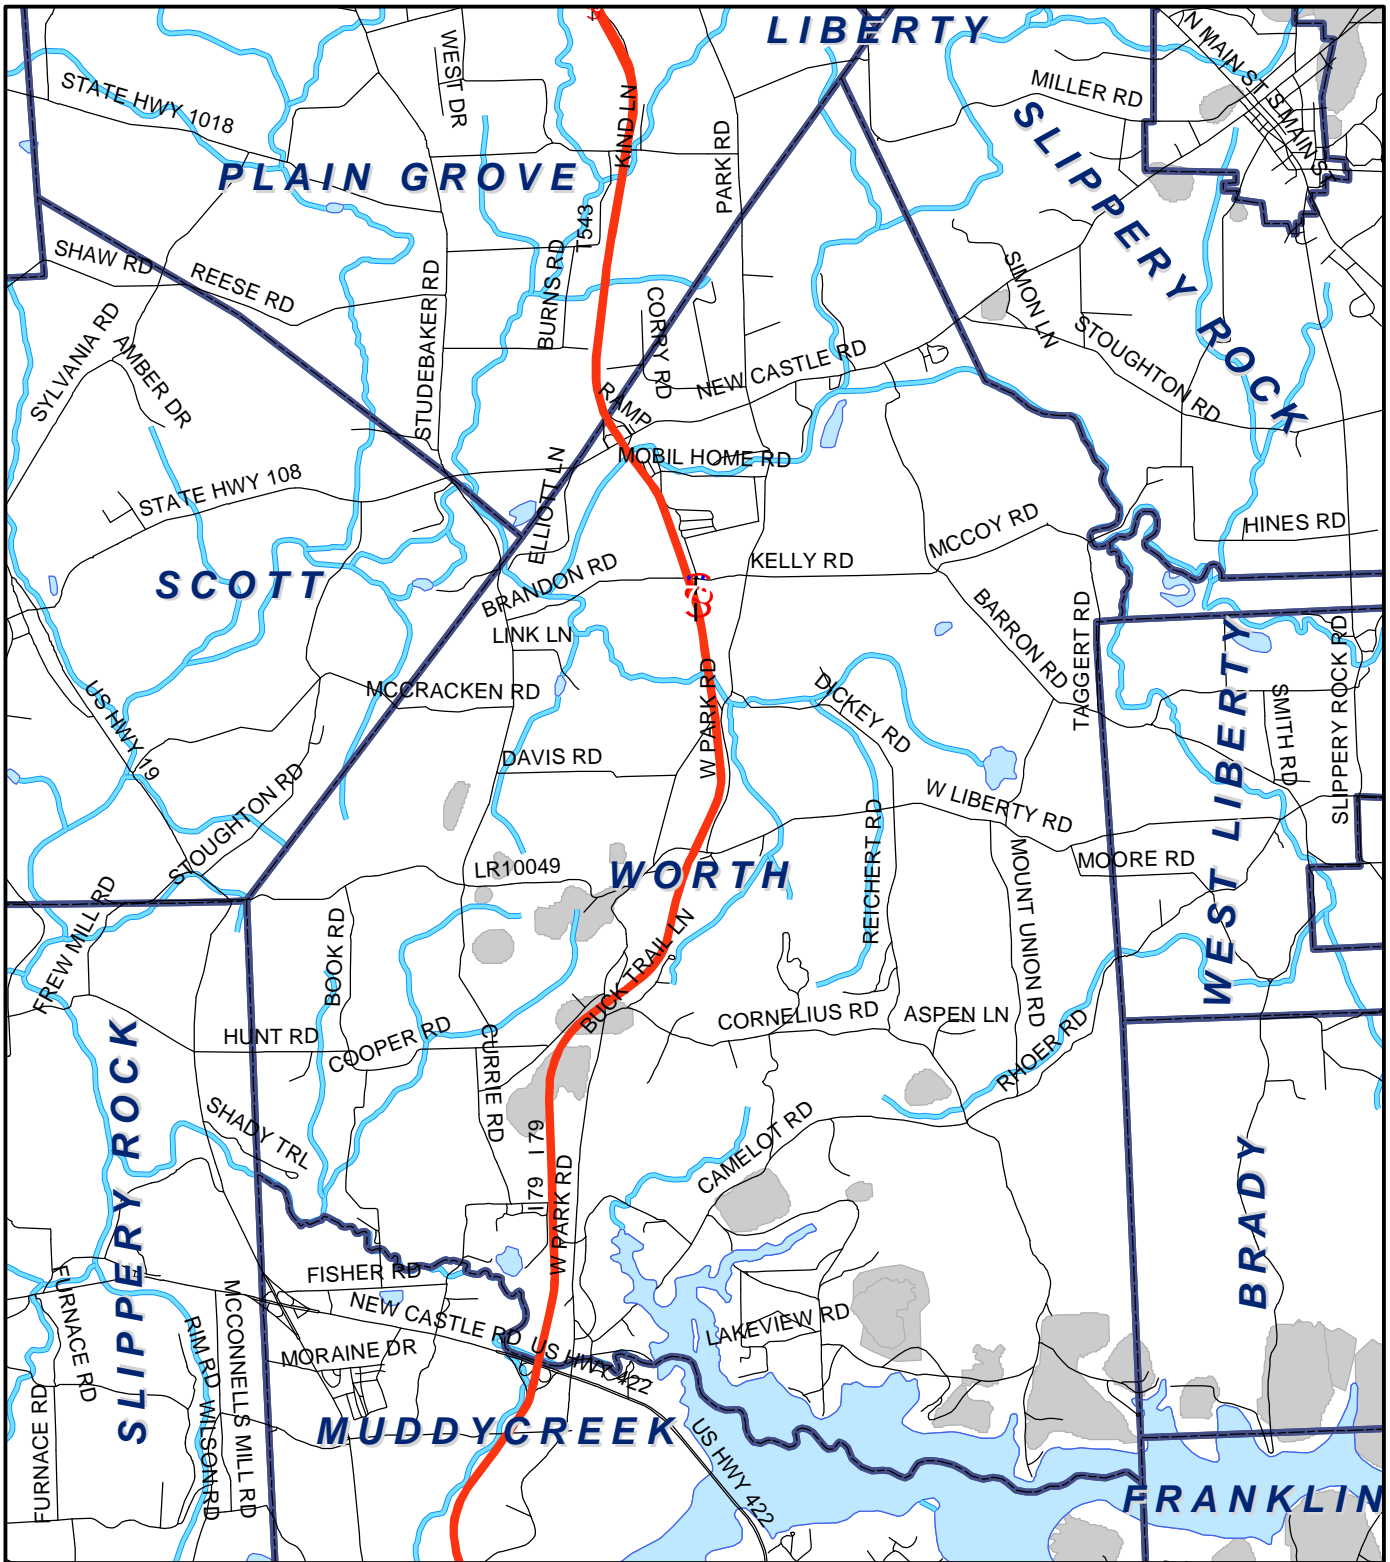 LIBERTY
N MAIN ST
S MAIN ST
WEST DR
STATE HWY 1018
KIND LN
MILLER RD
PARK RD
SLIPPERY ROCK
PLAIN GROVE
T543
SHAW RD
REESE RD
BURNS RD
STUDEBAKER RD
CORRY RD
SIMON LN
STOUGHTON RD
SYLVANIA RD
AMBER DR
NEW CASTLE RD
RAMP
MOBIL HOME RD
STATE HWY 108
ELLIOTT LN
MCCOY RD
HINES RD
BRANDON RD
KELLY RD
SCOTT
BARRON RD
TAGGERT RD
LINK LN
WEST LIBERTY
SLIPPERY ROCK RD
MCCRACKEN RD
W PARK RD
DICKEY RD
SMITH RD
US HWY 19
DAVIS RD
STOUGHTON RD
W LIBERTY RD
REICHERT RD
MOUNT UNION RD
MOORE RD
LR10049
WORTH
FREW MILL RD
BOOK RD
BUCK TRAIL LN
HUNT RD
COOPER RD
CURRIE RD
CORNELIUS RD
ASPEN LN
RHOER RD
SLIPPERY ROCK
SHADY TRL
I 79
I 79
W PARK RD
CAMELOT RD
BRADY
FISHER RD
NEW CASTLE RD
US HWY 422
LAKEVIEW RD
FURNACE RD
RIM RD
MCCONNELLS MILL RD
MORAINE DR
FURNACE RD
WILSON RD
MUDDYCREEK
US HWY 422
FRANKLIN